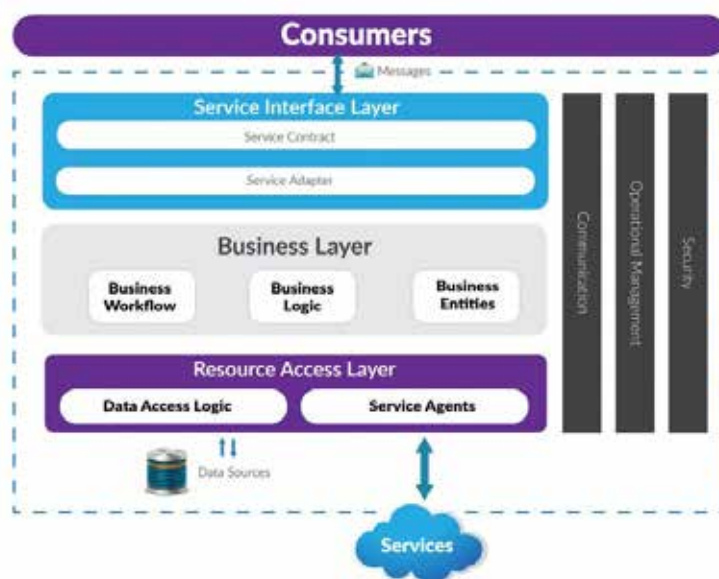 Consumers
Messages
Service Interface Layer
Service Contract
Service Adapter
Business Layer
Business
Workflow
Business
Logic
Business
Entities
Resource Access Layer
Data Access Logic
Service Agents
Data Sources
Services
Communication
Operational Management
Security